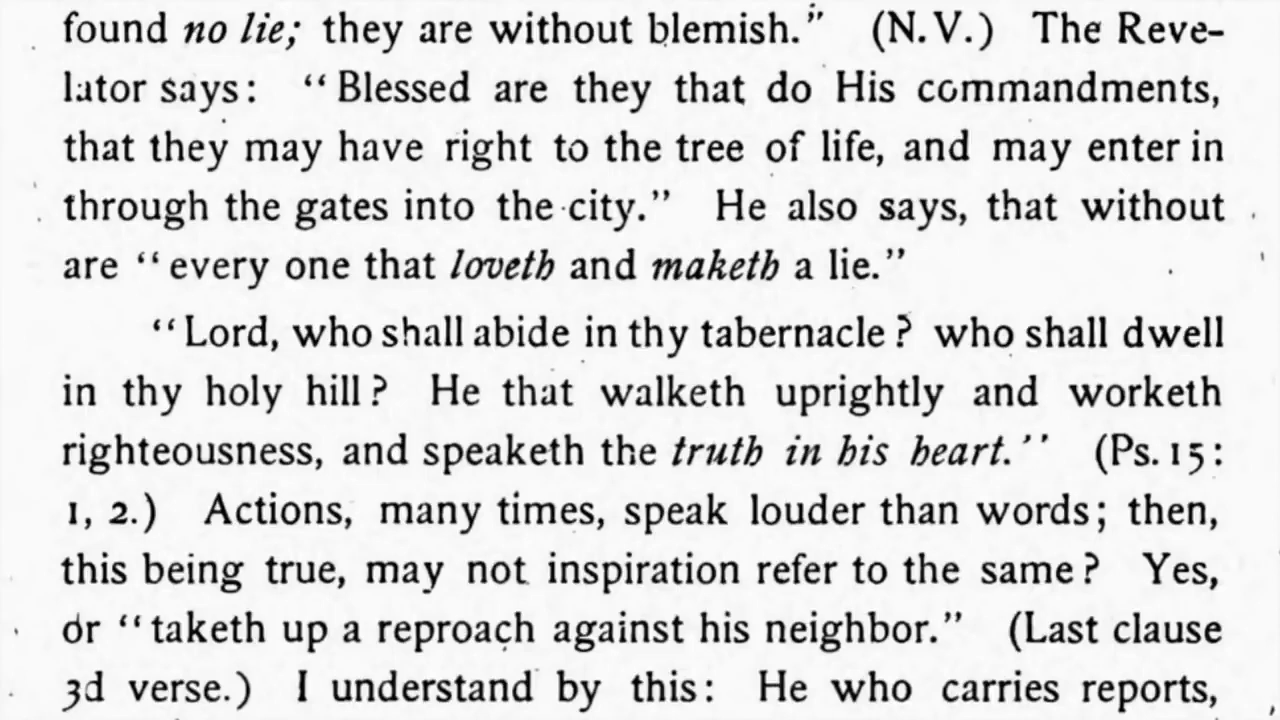 found no lie; they are without blemish.” (N. V.) The Reve-
lator says: “Blessed are they that do His commandments,
that they may have right to the tree of life, and may enter in
through the gates into the city.” He also says, that without
are “every one that loveth and maketh a lie.”
“Lord, who shall abide in thy tabernacle? who shall dwell
in thy holy hill? He that walketh uprightly and worketh
righteousness, and speaketh the truth in his heart.” (Ps. 15:
1, 2.) Actions, many times, speak louder than words; then,
this being true, may not inspiration refer to the same? Yes,
or “taketh up a reproach against his neighbor.” (Last clause
3d verse.) I understand by this: He who carries reports,